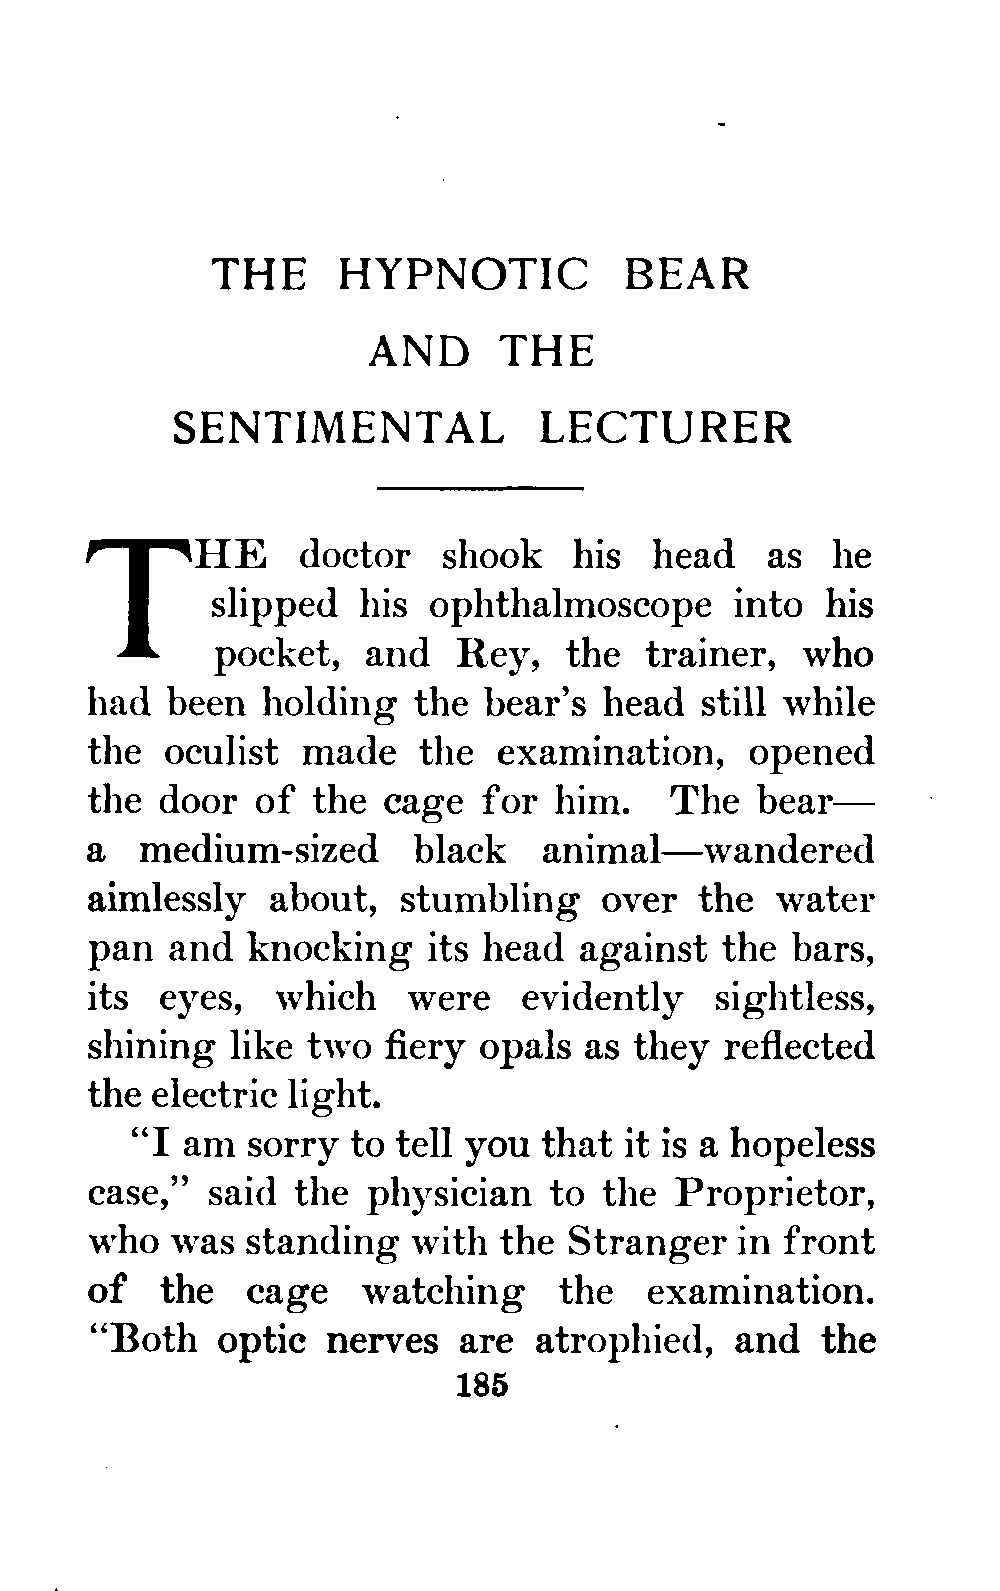 THE HYPNOTIC BEAR
AND THE
SENTIMENTAL LECTURER
THE doctor shook his head as he
slipped his ophthalmoscope into his
pocket, and Rey, the trainer, who
had been holding the bear's head still while
the oculist made the examination, opened
the door of the cage for him. The bear—
a medium-sized black animal—wandered
aimlessly about, stumbling over the water
pan and knocking its head against the bars,
its eyes, which were evidently sightless,
shining like two fiery opals as they reflected
the electric light.
"I am sorry to tell you that it is a hopeless
case," said the physician to the Proprietor,
who was standing with the Stranger in front
of the cage watching the examination.
"Both optic nerves are atrophied, and the
185